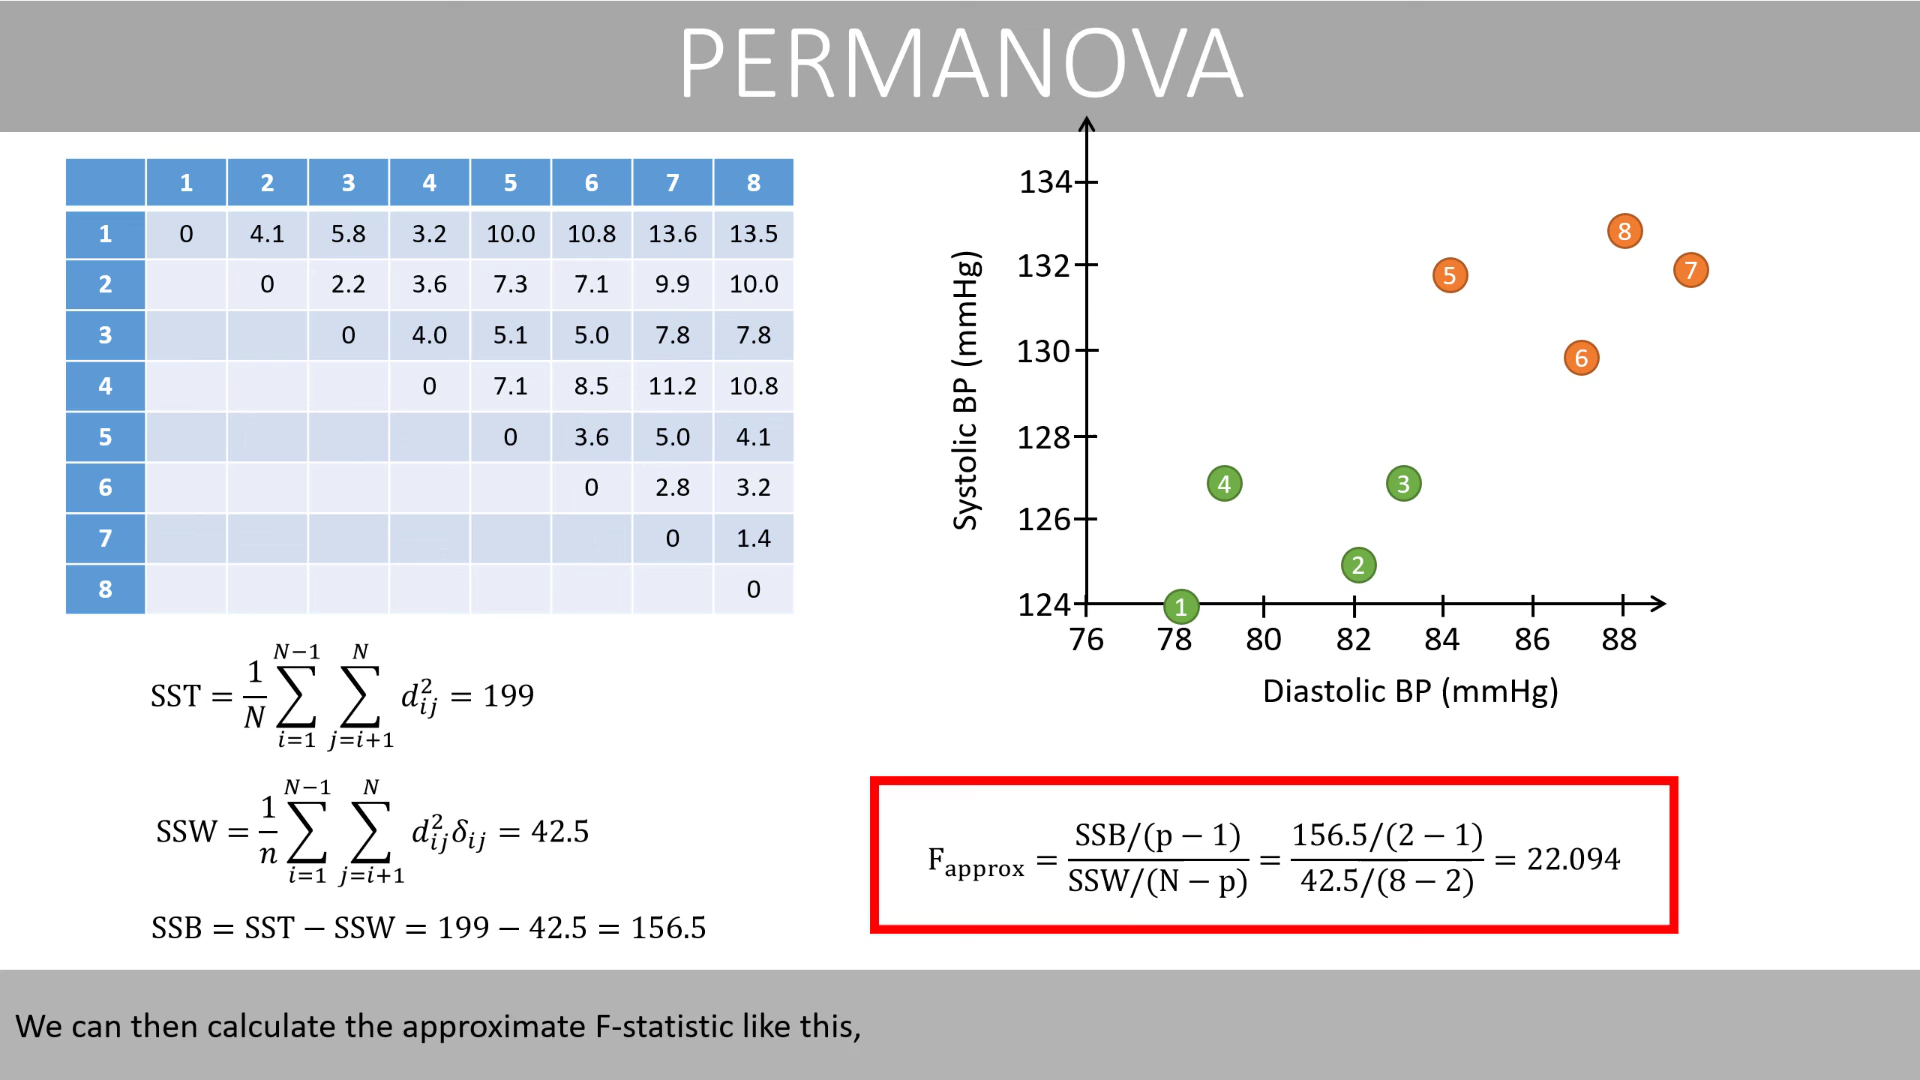 PERMANOVA
1 2 3 4 5 6 7 8
1 0 4.1 5.8 3.2 10.0 10.8 13.6 13.5
2 0 2.2 3.6 7.3 7.1 9.9 10.0
3 0 4.0 5.1 5.0 7.8 7.8
4 0 7.1 8.5 11.2 10.8
5 0 3.6 5.0 4.1
6 0 2.8 3.2
7 0 1.4
8 0
SST = 1/N ∑_{i=1}^{N−1} ∑_{j=i+1}^{N} d_{ij}^2 = 199
SSW = 1/n ∑_{i=1}^{N−1} ∑_{j=i+1}^{N} d_{ij}^2 δ_{ij} = 42.5
SSB = SST − SSW = 199 − 42.5 = 156.5
Systolic BP (mmHg)
134
132
130
128
126
124
8
7
5
6
4
3
2
1
76 78 80 82 84 86 88
Diastolic BP (mmHg)
F_{approx} = SSB/(p − 1) / SSW/(N − p) = 156.5/(2 − 1) / 42.5/(8 − 2) = 22.094
We can then calculate the approximate F-statistic like this,